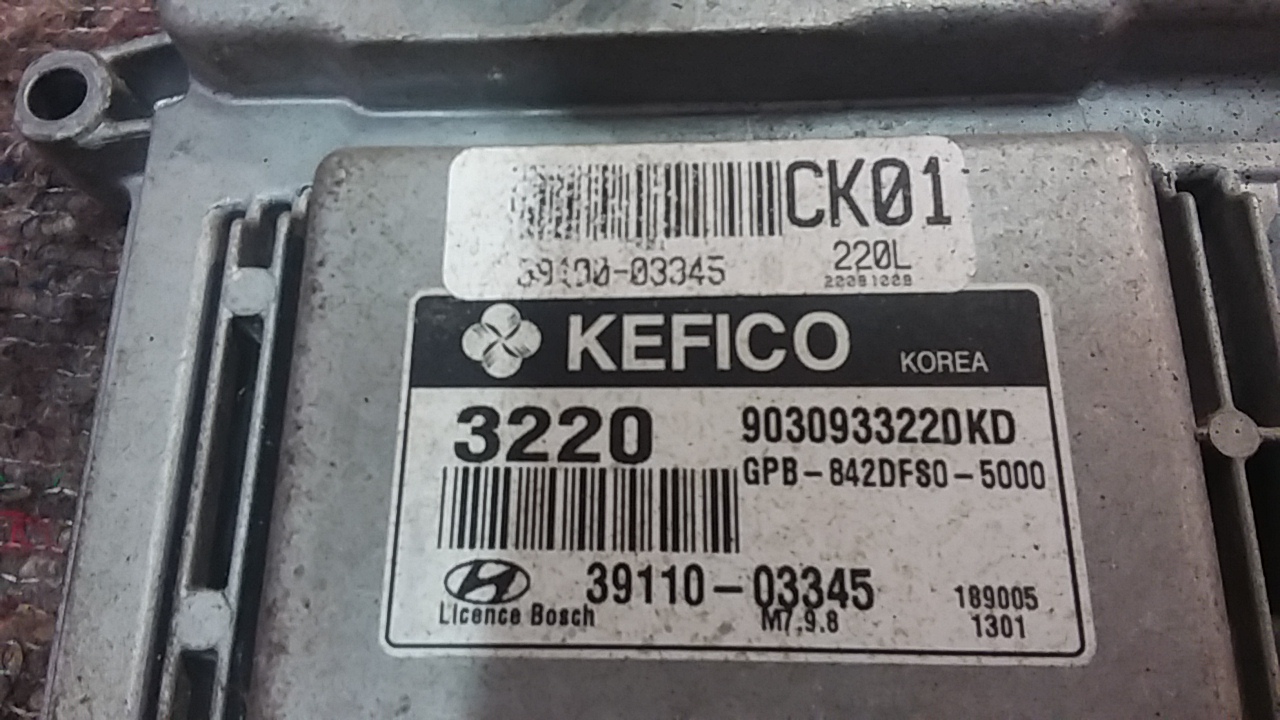 CK01
39100-03345
220L
22081008
KEFICO
KOREA
3220
9030933220KD
GPB-842DFS0-5000
39110-03345
Licence Bosch
M7.9.8
189005
1301